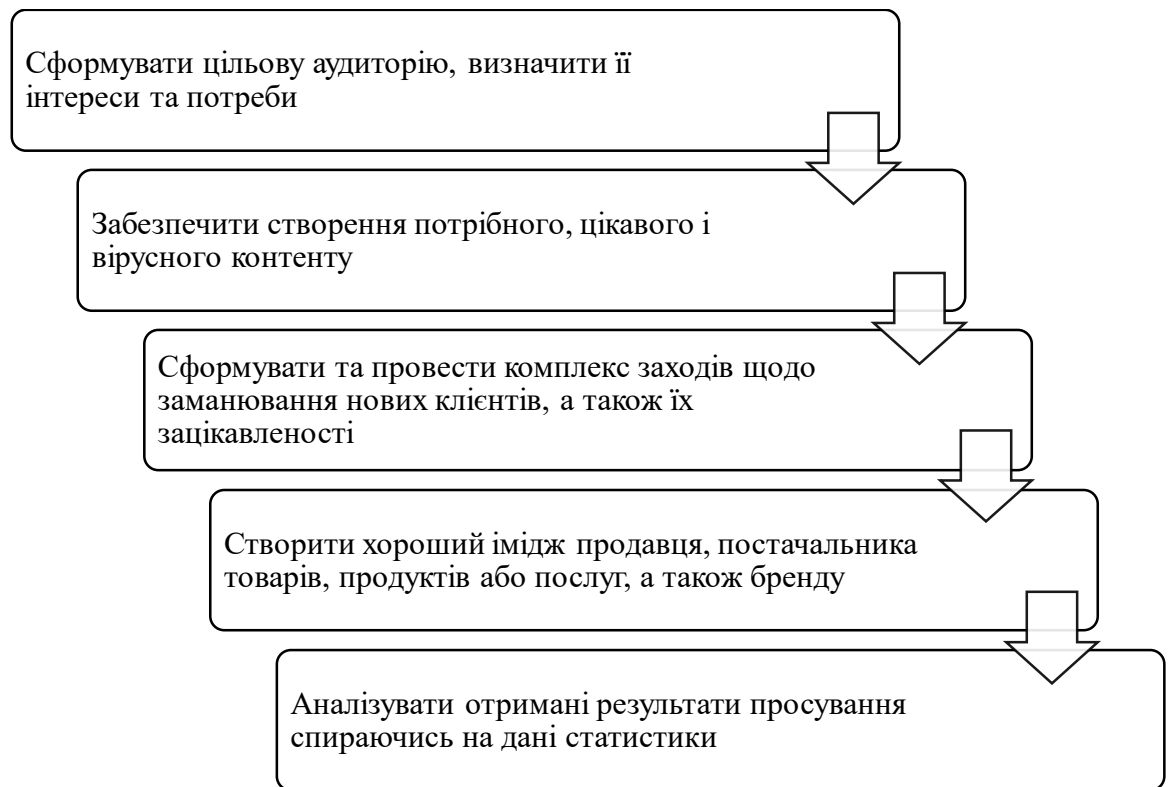 Сформувати цільову аудиторію, визначити її
інтереси та потреби
Забезпечити створення потрібного, цікавого і
вірусного контенту
Сформувати та провести комплекс заходів щодо
заманювання нових клієнтів, а також їх
зацікавленості
Створити хороший імідж продавця, постачальника
товарів, продуктів або послуг, а також бренду
Аналізувати отримані результати просування
спираючись на дані статистики